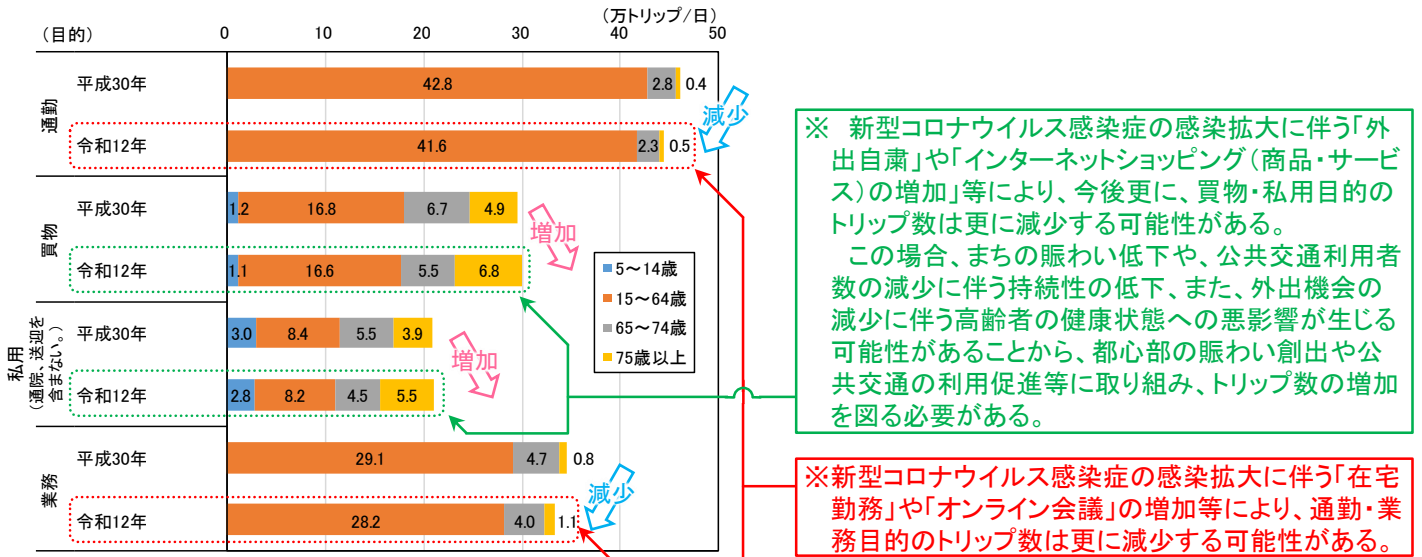 (万トリップ/日)
(目的) 0 10 20 30 40 50
通勤
平成30年 42.8 2.8 0.4
減少
令和12年 41.6 2.3 0.5
買物
平成30年 1.2 16.8 6.7 4.9
増加
令和12年 1.1 16.6 5.5 6.8
私用
(通院、送迎を
含まない。)
平成30年 3.0 8.4 5.5 3.9
増加
令和12年 2.8 8.2 4.5 5.5
業務
平成30年 29.1 4.7 0.8
減少
令和12年 28.2 4.0 1.1
5~14歳
15~64歳
65~74歳
75歳以上
※ 新型コロナウイルス感染症の感染拡大に伴う「外
出自粛」や「インターネットショッピング(商品・サービ
ス)の増加」等により、今後更に、買物・私用目的の
トリップ数は更に減少する可能性がある。
この場合、まちの賑わい低下や、公共交通利用者
数の減少に伴う持続性の低下、また、外出機会の
減少に伴う高齢者の健康状態への悪影響が生じる
可能性があることから、都心部の賑わい創出や公
共交通の利用促進等に取り組み、トリップ数の増加
を図る必要がある。
※新型コロナウイルス感染症の感染拡大に伴う「在宅
勤務」や「オンライン会議」の増加等により、通勤・業
務目的のトリップ数は更に減少する可能性がある。